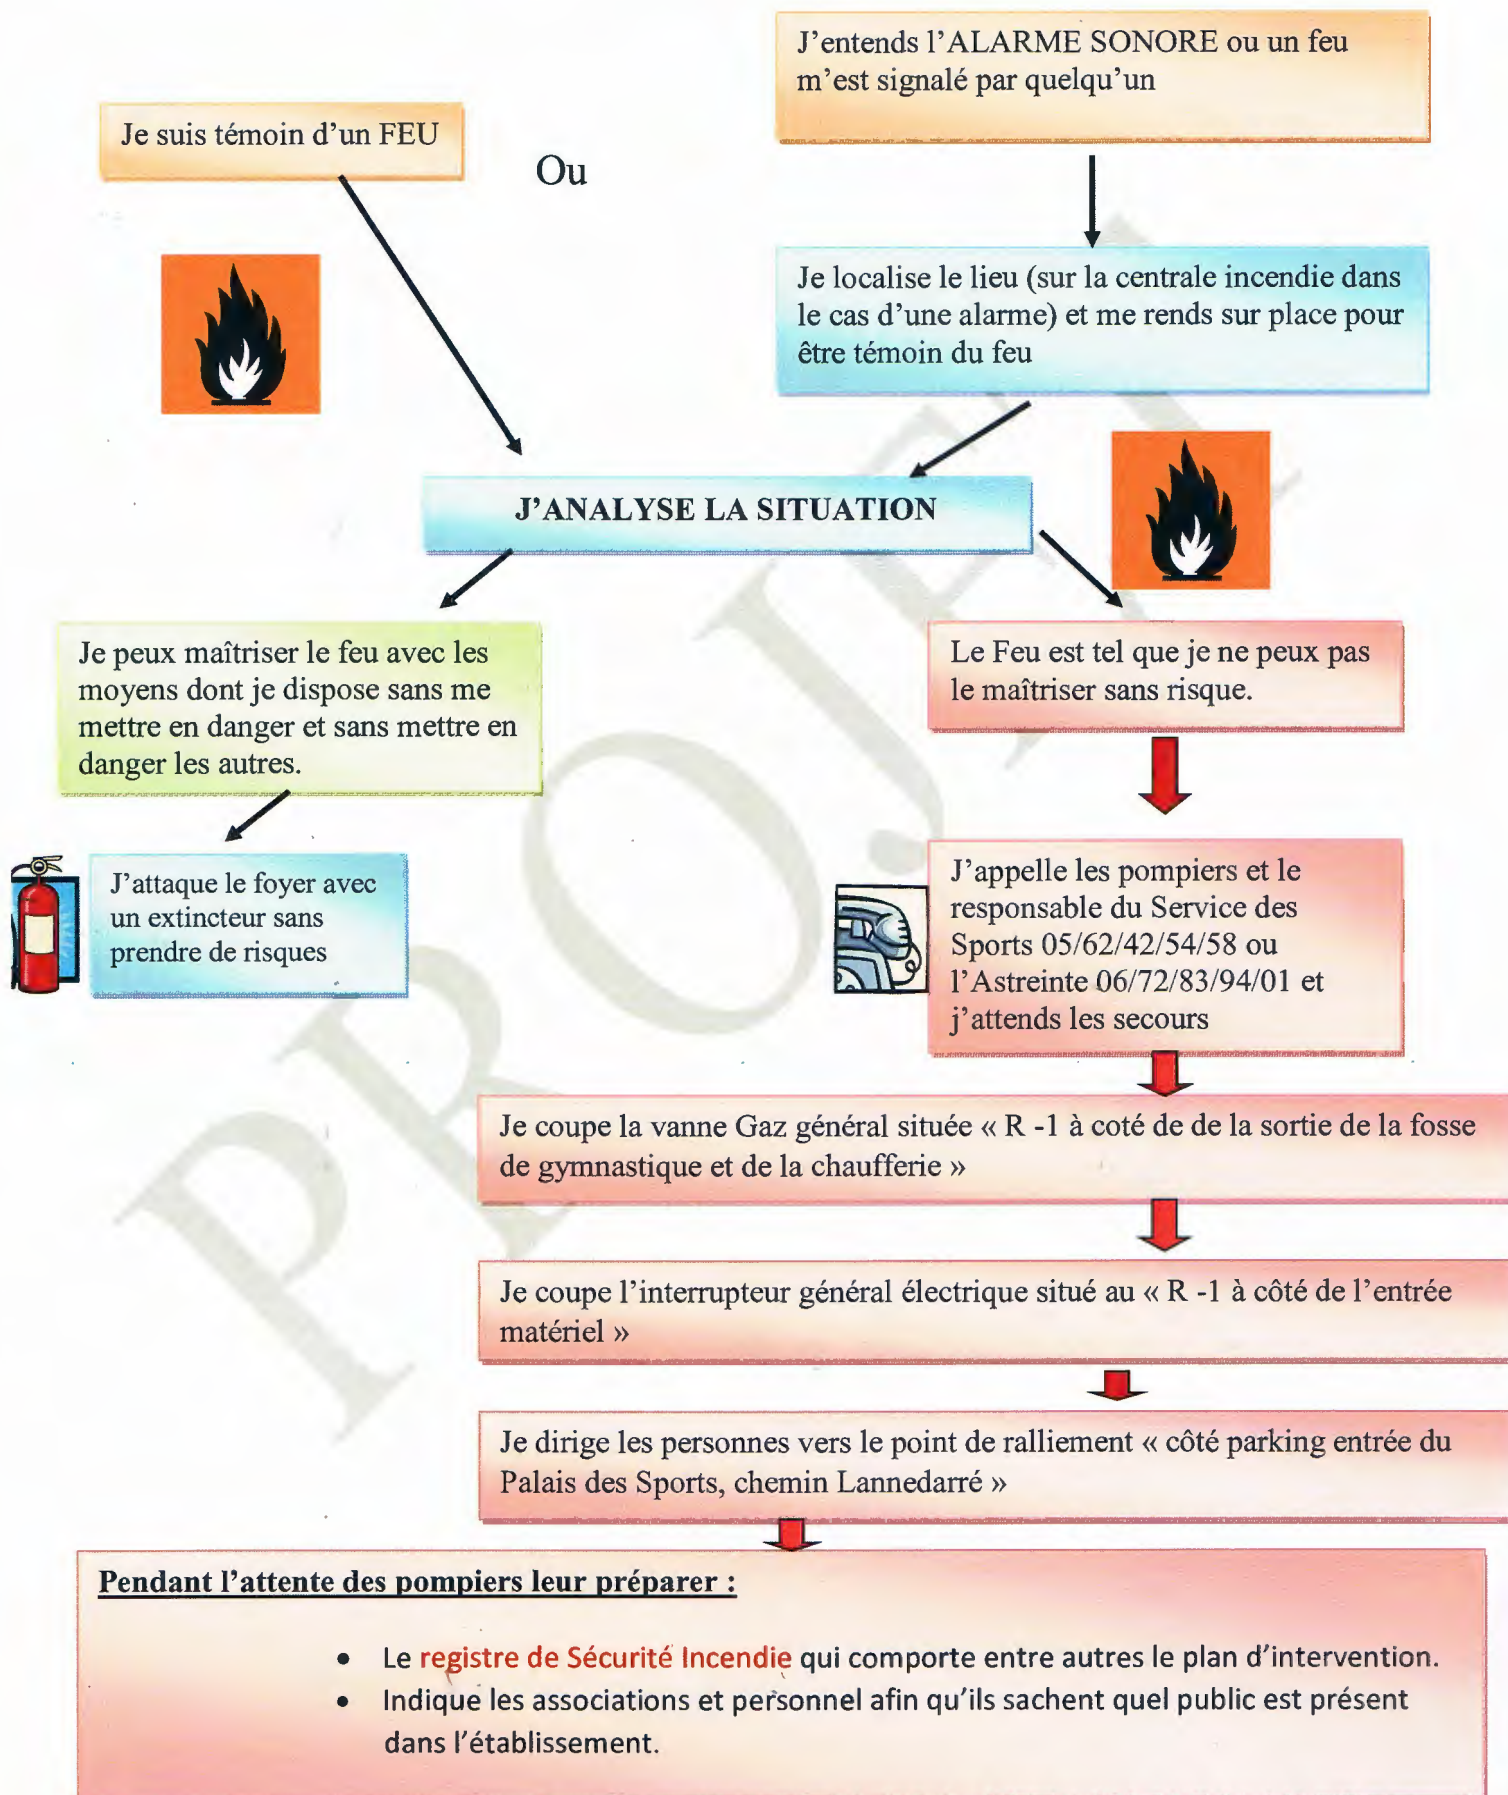 J'entends l'ALARME SONORE ou un feu
m'est signalé par quelqu'un
Je suis témoin d'un FEU
Ou
Je localise le lieu (sur la centrale incendie dans
le cas d'une alarme) et me rends sur place pour
être témoin du feu
J'ANALYSE LA SITUATION
Je peux maîtriser le feu avec les
moyens dont je dispose sans me
mettre en danger et sans mettre en
danger les autres.
Le Feu est tel que je ne peux pas
le maîtriser sans risque.
J'attaque le foyer avec
un extincteur sans
prendre de risques
J'appelle les pompiers et le
responsable du Service des
Sports 05/62/42/54/58 ou
l'Astreinte 06/72/83/94/01 et
j'attends les secours
Je coupe la vanne Gaz général située « R -1 à coté de de la sortie de la fosse
de gymnastique et de la chaufferie »
Je coupe l'interrupteur général électrique situé au « R -1 à côté de l'entrée
matériel »
Je dirige les personnes vers le point de ralliement « côté parking entrée du
Palais des Sports, chemin Lannedarré »
Pendant l'attente des pompiers leur préparer :
• Le registre de Sécurité Incendie qui comporte entre autres le plan d'intervention.
• Indique les associations et personnel afin qu'ils sachent quel public est présent
dans l'établissement.
PROJET